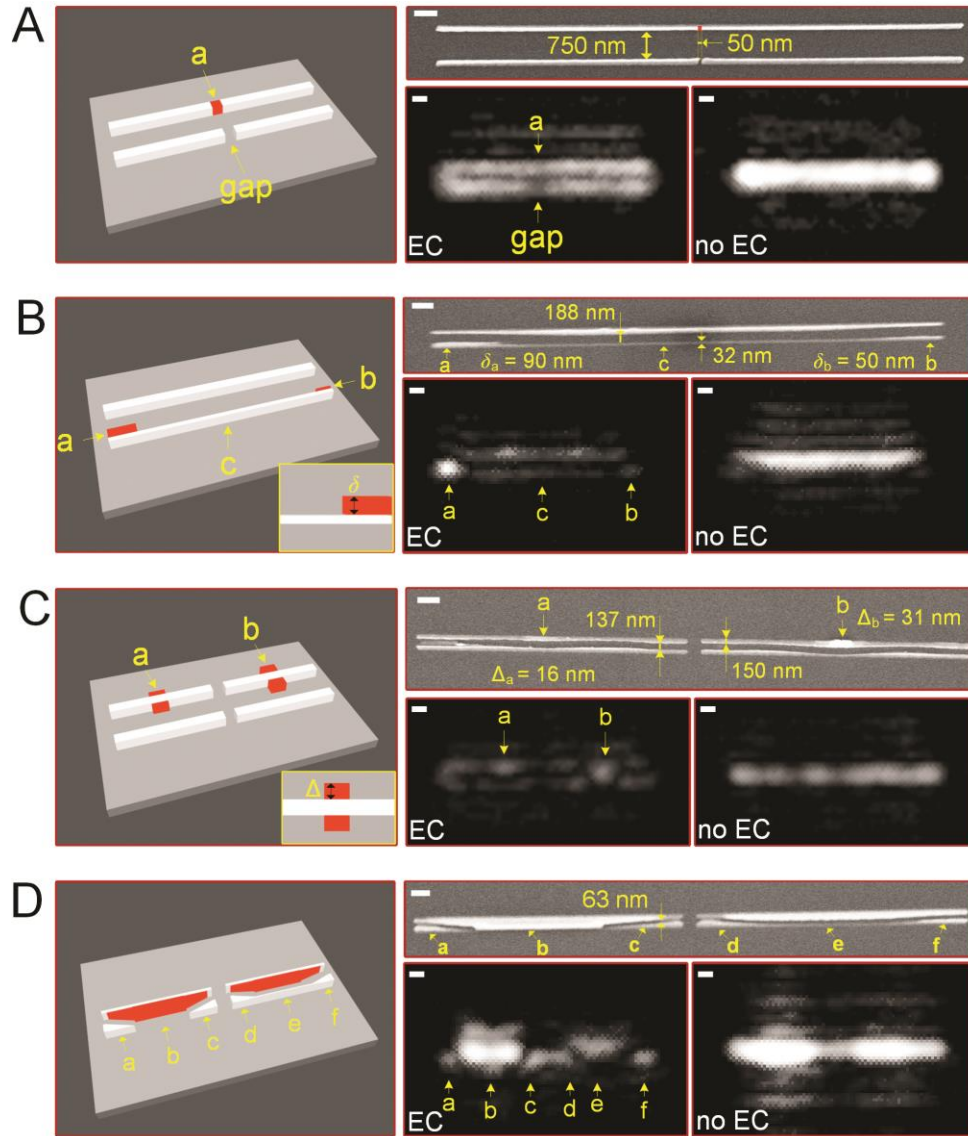 A
a
gap
750 nm
50 nm
a
gap
EC
no EC
B
a
b
c
δ
188 nm
32 nm
a
δa = 90 nm
c
δb = 50 nm
b
a
c
b
EC
no EC
C
a
b
Δ
a
137 nm
b
Δb = 31 nm
Δa = 16 nm
150 nm
a
b
EC
no EC
D
a
b
c
d
e
f
63 nm
a
b
c
d
e
f
a
b
c
d
e
f
EC
no EC